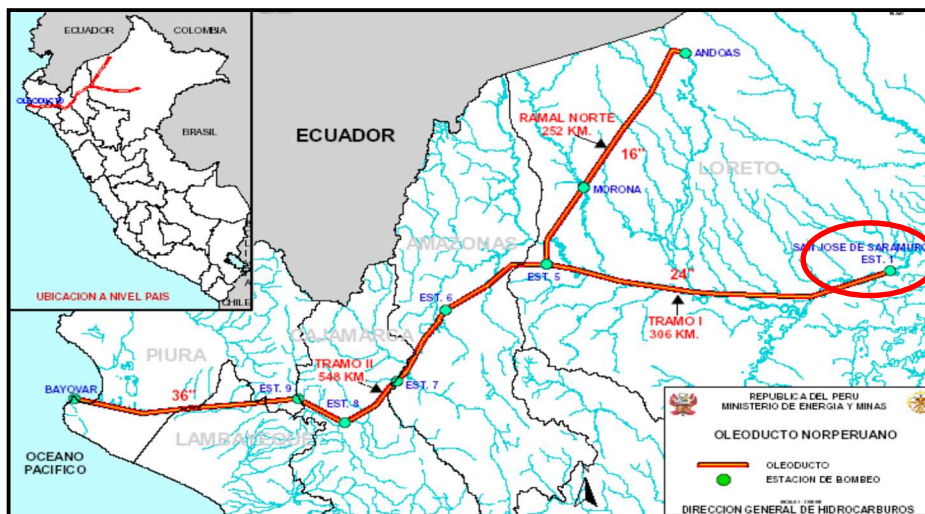 ECUADOR
COLOMBIA
OLEODUCTO
BRASIL
CHILE
UBICACION A NIVEL PAIS
ECUADOR
ANDOAS
RAMAL NORTE
252 KM.
16"
LORETO
MORONA
AMAZONAS
SAN JOSE DE SARAMURO
EST. 1
EST. 5
24"
TRAMO I
306 KM.
EST. 6
CAJAMARCA
TRAMO II
548 KM.
EST. 7
PIURA
BAYOVAR
36"
EST. 9
EST. 8
LAMBAYEQUE
OCEANO
PACIFICO
REPUBLICA DEL PERU
MINISTERIO DE ENERGIA Y MINAS
OLEODUCTO NORPERUANO
OLEODUCTO
ESTACION DE BOMBEO
DIRECCION GENERAL DE HIDROCARBUROS